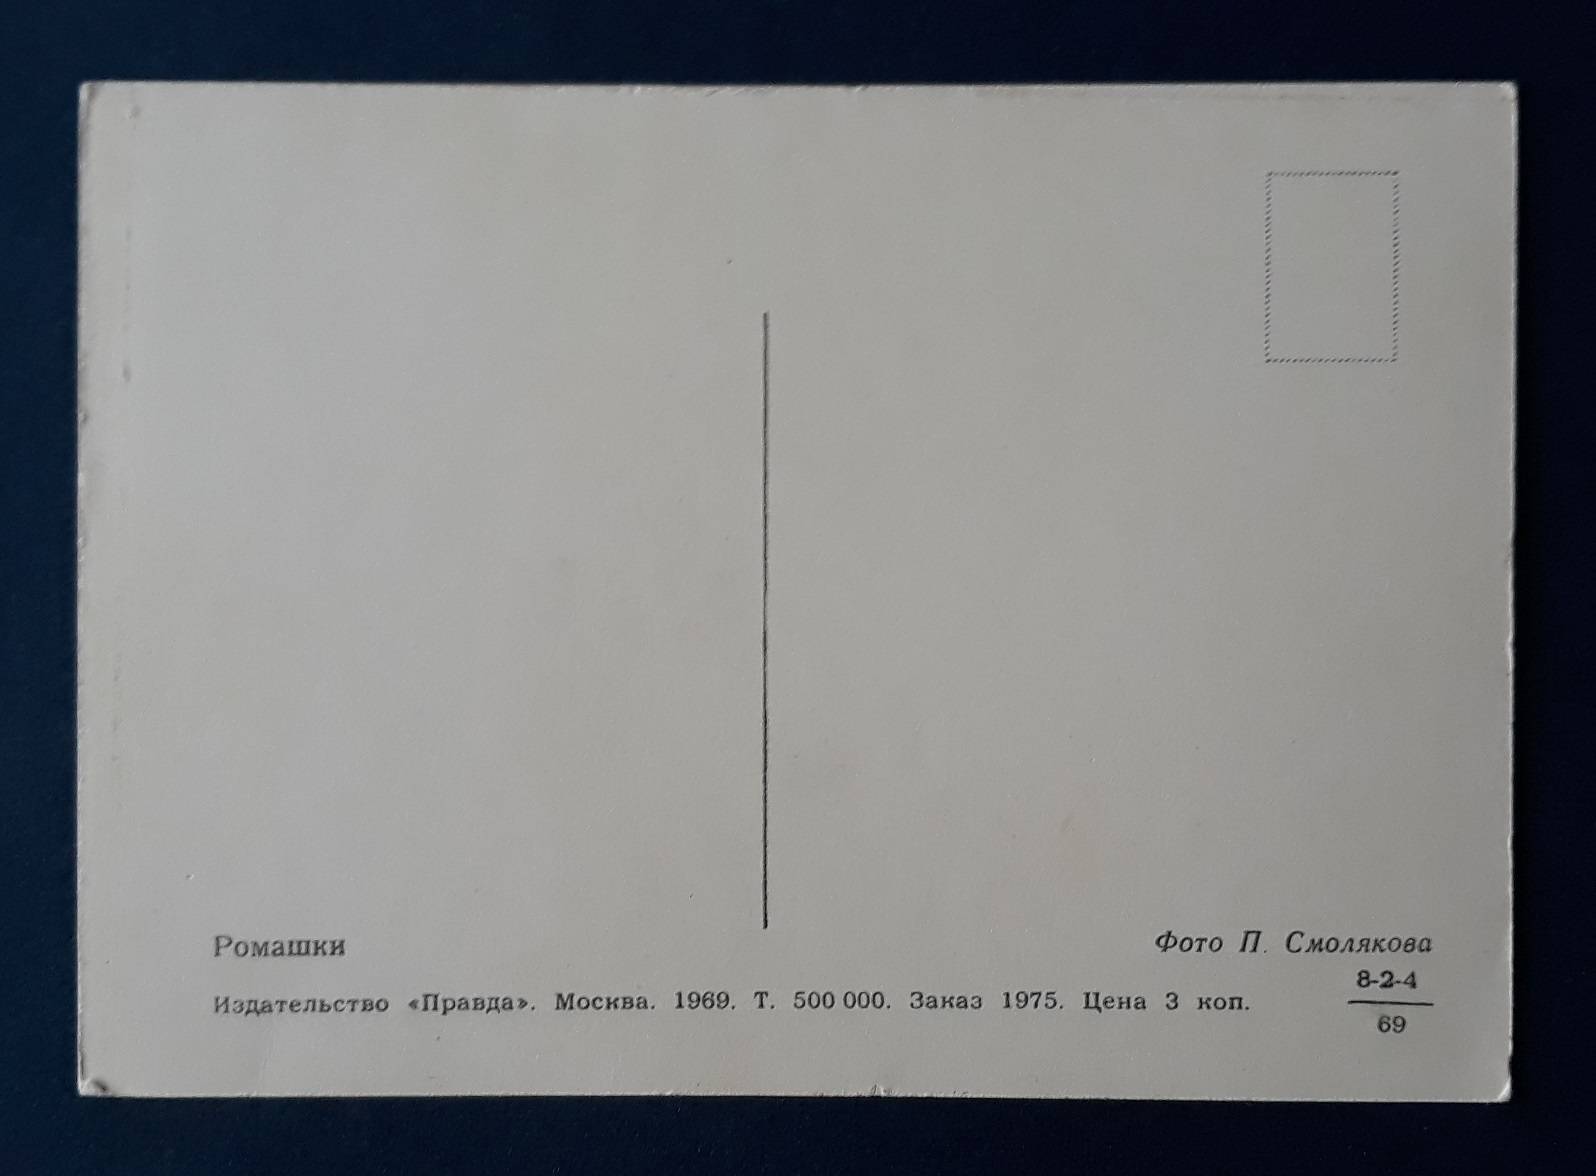 Ромашки
Фото П. Смолякова
Издательство «Правда». Москва. 1969. Т. 500 000. Заказ 1975. Цена 3 коп.
8-2-4
69